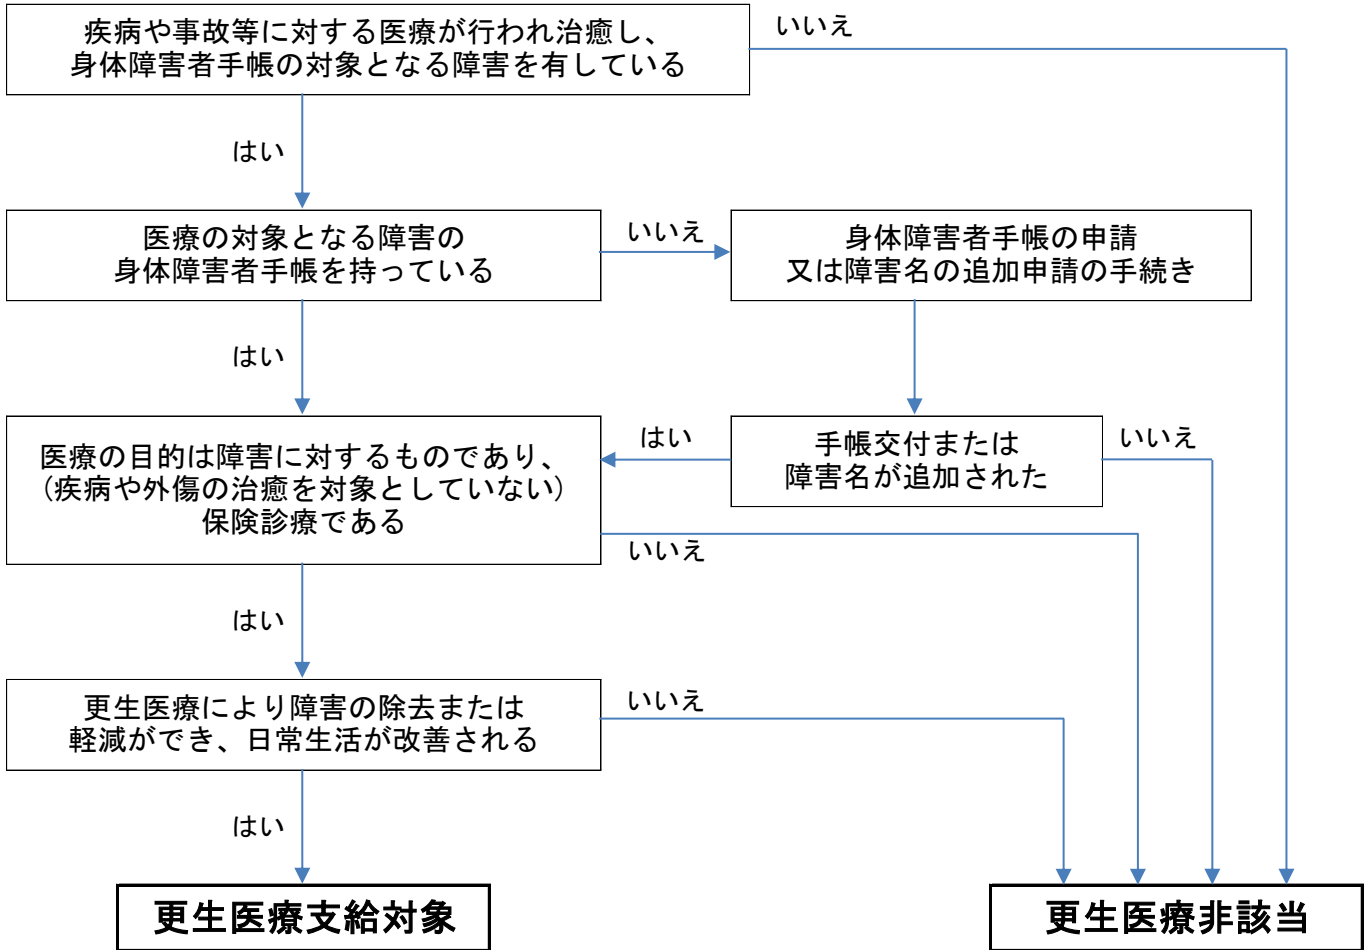 疾病や事故等に対する医療が行われ治癒し、
身体障害者手帳の対象となる障害を有している
いいえ
はい
医療の対象となる障害の
身体障害者手帳を持っている
いいえ
身体障害者手帳の申請
又は障害名の追加申請の手続き
はい
医療の目的は障害に対するものであり、
(疾病や外傷の治癒を対象としていない)
保険診療である
はい
手帳交付または
障害名が追加された
いいえ
いいえ
はい
更生医療により障害の除去または
軽減ができ、日常生活が改善される
いいえ
はい
更生医療支給対象
更生医療非該当